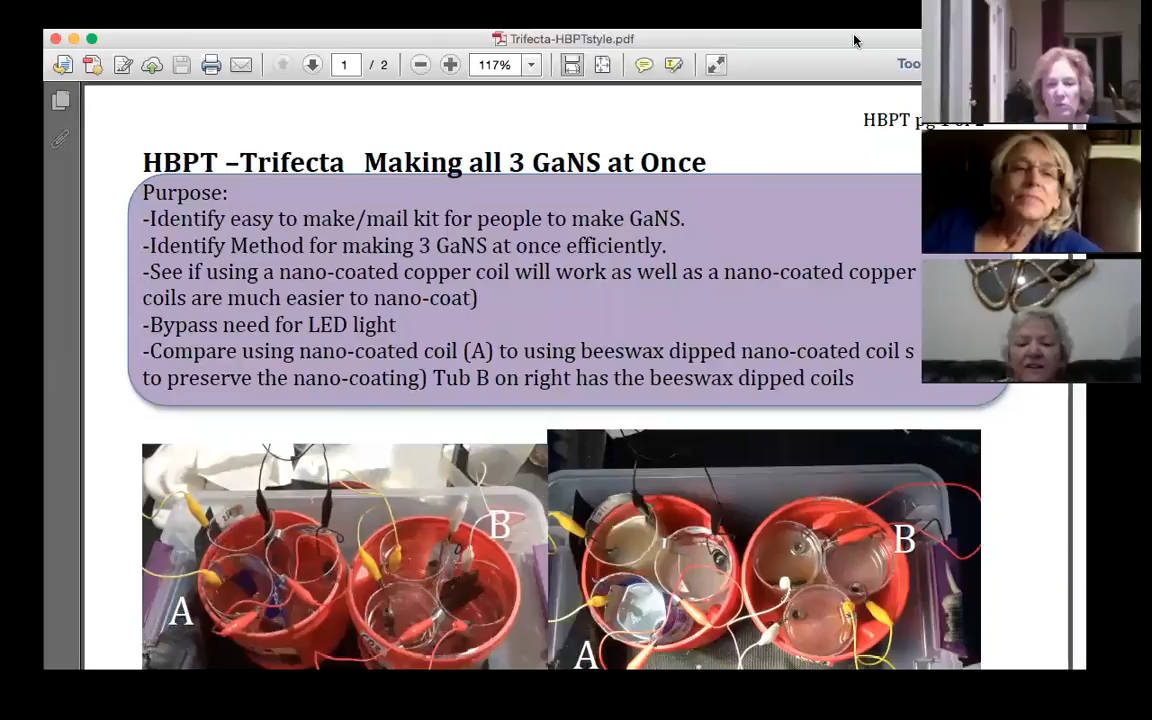 Trifecta-HBPTstyle.pdf
1 / 2 117% Too
HBPT pg
HBPT –Trifecta Making all 3 GaNS at Once
Purpose:
-Identify easy to make/mail kit for people to make GaNS.
-Identify Method for making 3 GaNS at once efficiently.
-See if using a nano-coated copper coil will work as well as a nano-coated copper
coils are much easier to nano-coat)
-Bypass need for LED light
-Compare using nano-coated coil (A) to using beeswax dipped nano-coated coil s
to preserve the nano-coating) Tub B on right has the beeswax dipped coils
B
A
B
A